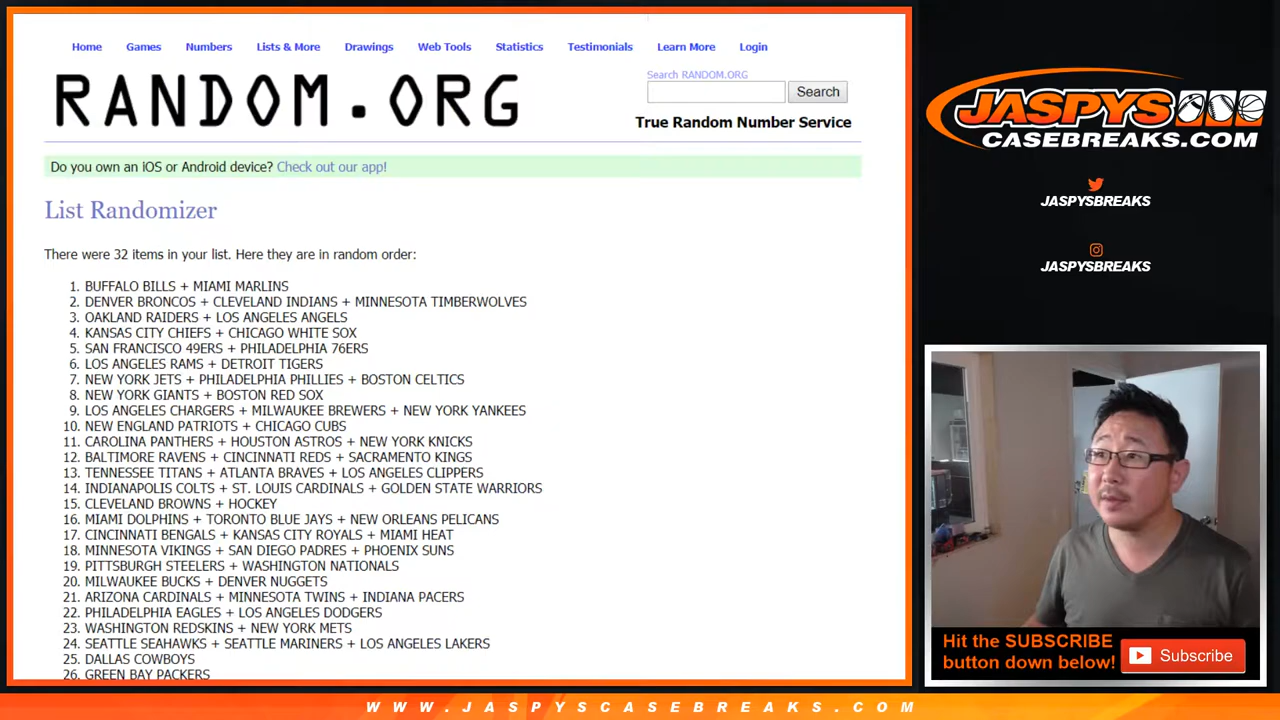 Home Games Numbers Lists & More Drawings Web Tools Statistics Testimonials Learn More Login
RANDOM.ORG
Search RANDOM.ORG
Search
True Random Number Service
Do you own an iOS or Android device? Check out our app!
List Randomizer
There were 32 items in your list. Here they are in random order:
1. BUFFALO BILLS + MIAMI MARLINS
2. DENVER BRONCOS + CLEVELAND INDIANS + MINNESOTA TIMBERWOLVES
3. OAKLAND RAIDERS + LOS ANGELES ANGELS
4. KANSAS CITY CHIEFS + CHICAGO WHITE SOX
5. SAN FRANCISCO 49ERS + PHILADELPHIA 76ERS
6. LOS ANGELES RAMS + DETROIT TIGERS
7. NEW YORK JETS + PHILADELPHIA PHILLIES + BOSTON CELTICS
8. NEW YORK GIANTS + BOSTON RED SOX
9. LOS ANGELES CHARGERS + MILWAUKEE BREWERS + NEW YORK YANKEES
10. NEW ENGLAND PATRIOTS + CHICAGO CUBS
11. CAROLINA PANTHERS + HOUSTON ASTROS + NEW YORK KNICKS
12. BALTIMORE RAVENS + CINCINNATI REDS + SACRAMENTO KINGS
13. TENNESSEE TITANS + ATLANTA BRAVES + LOS ANGELES CLIPPERS
14. INDIANAPOLIS COLTS + ST. LOUIS CARDINALS + GOLDEN STATE WARRIORS
15. CLEVELAND BROWNS + HOCKEY
16. MIAMI DOLPHINS + TORONTO BLUE JAYS + NEW ORLEANS PELICANS
17. CINCINNATI BENGALS + KANSAS CITY ROYALS + MIAMI HEAT
18. MINNESOTA VIKINGS + SAN DIEGO PADRES + PHOENIX SUNS
19. PITTSBURGH STEELERS + WASHINGTON NATIONALS
20. MILWAUKEE BUCKS + DENVER NUGGETS
21. ARIZONA CARDINALS + MINNESOTA TWINS + INDIANA PACERS
22. PHILADELPHIA EAGLES + LOS ANGELES DODGERS
23. WASHINGTON REDSKINS + NEW YORK METS
24. SEATTLE SEAHAWKS + SEATTLE MARINERS + LOS ANGELES LAKERS
25. DALLAS COWBOYS
26. GREEN BAY PACKERS
JASPYS
CASEBREAKS.COM
JASPYSBREAKS
JASPYSBREAKS
Hit the SUBSCRIBE
button down below!
Subscribe
WWW.JASPYSCASEBREAKS.COM